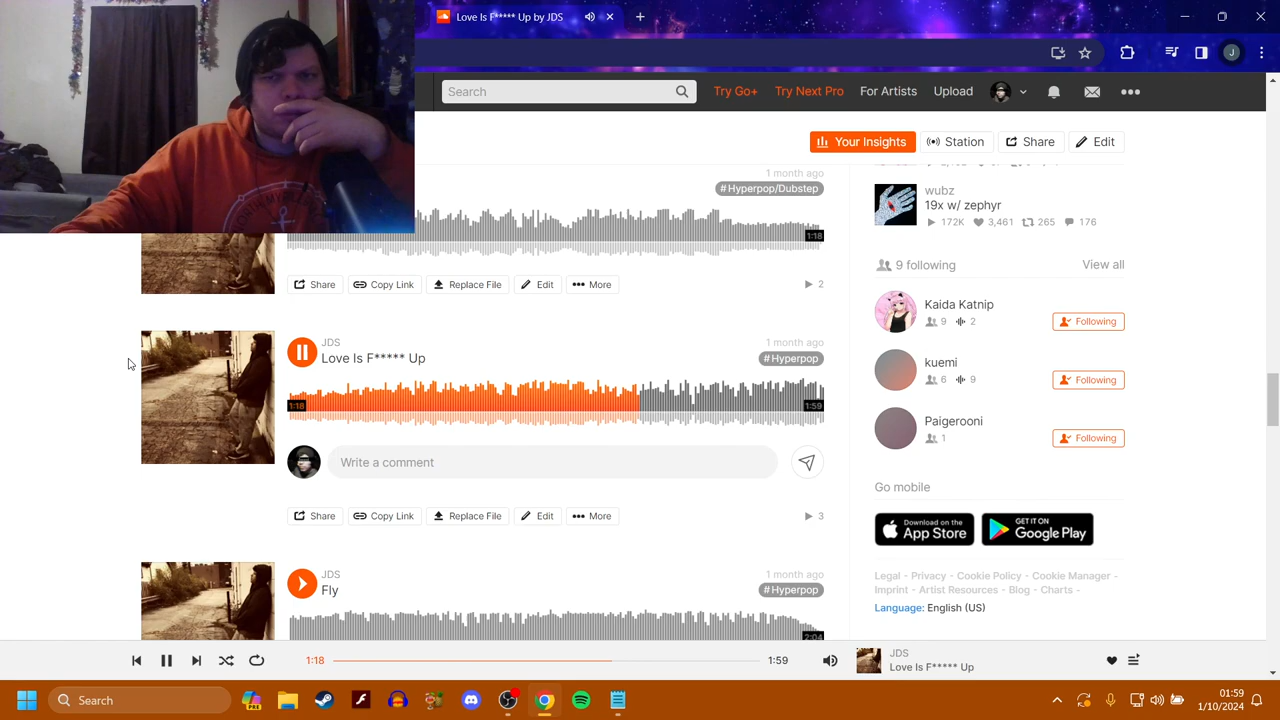 Love Is F***** Up by JDS
J
Search
Try Go+
Try Next Pro
For Artists
Upload
Your Insights
Station
Share
Edit
1 month ago
# Hyperpop/Dubstep
1:18
Share
Copy Link
Replace File
Edit
More
2
JDS
Love Is F***** Up
1 month ago
# Hyperpop
1:18
1:59
Write a comment
Share
Copy Link
Replace File
Edit
More
3
JDS
Fly
1 month ago
# Hyperpop
2:04
wubz
19x w/ zephyr
172K
3,461
265
176
9 following
View all
Kaida Katnip
9
2
Following
kuemi
6
9
Following
Paigerooni
1
Following
Go mobile
Download on the
App Store
GET IT ON
Google Play
Legal - Privacy - Cookie Policy - Cookie Manager -
Imprint - Artist Resources - Blog - Charts -
Language: English (US)
1:18
1:59
JDS
Love Is F***** Up
Search
PRE
01:59
1/10/2024